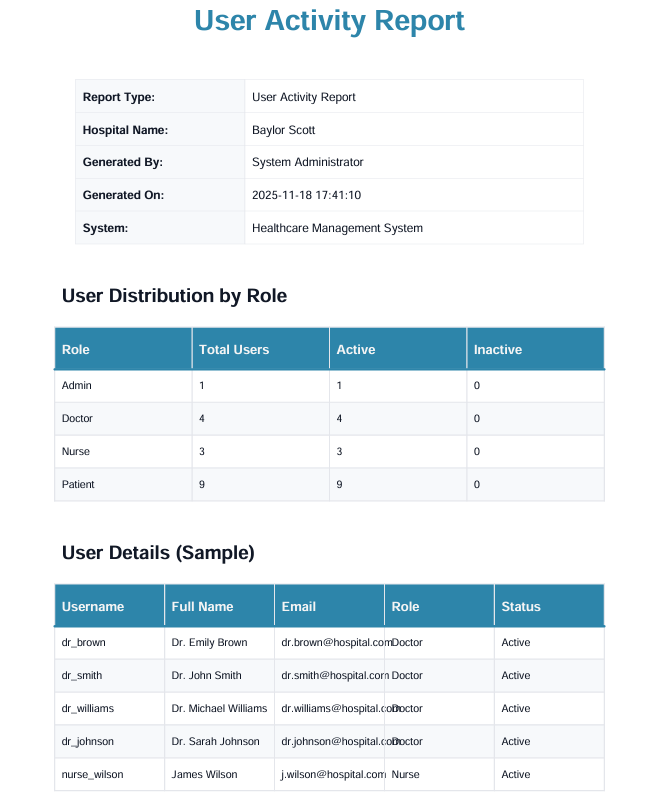 User Activity Report
Report Type: User Activity Report
Hospital Name: Baylor Scott
Generated By: System Administrator
Generated On: 2025-11-18 17:41:10
System: Healthcare Management System
User Distribution by Role
Role Total Users Active Inactive
Admin 1 1 0
Doctor 4 4 0
Nurse 3 3 0
Patient 9 9 0
User Details (Sample)
Username Full Name Email Role Status
dr_brown Dr. Emily Brown dr.brown@hospital.com Doctor Active
dr_smith Dr. John Smith dr.smith@hospital.com Doctor Active
dr_williams Dr. Michael Williams dr.williams@hospital.com Doctor Active
dr_johnson Dr. Sarah Johnson dr.johnson@hospital.com Doctor Active
nurse_wilson James Wilson j.wilson@hospital.com Nurse Active